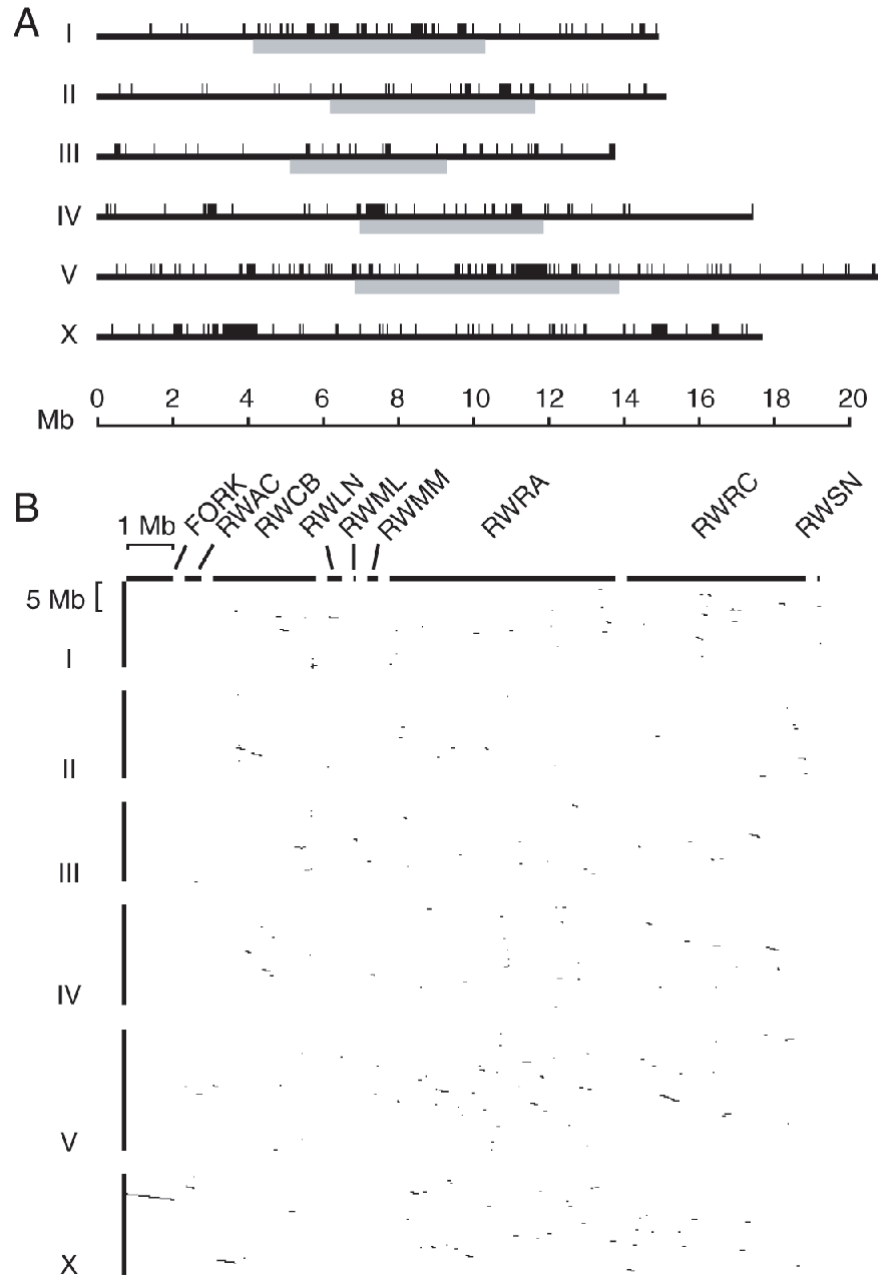 A
I
II
III
IV
V
X
0 2 4 6 8 10 12 14 16 18 20
Mb
B
1 Mb FORK RWAC RWCB RWLN RWML RWMM RWRA RWRC RWSN
5 Mb [
I
II
III
IV
V
X